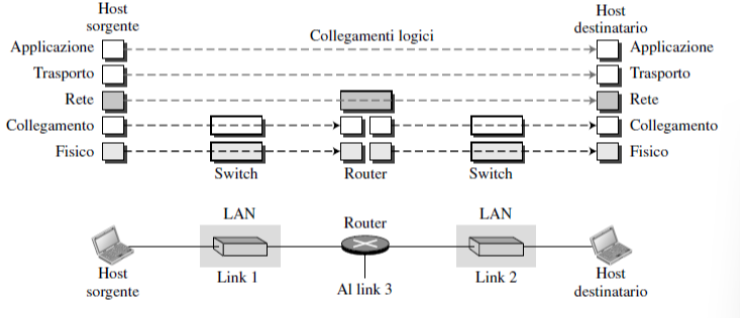 Host
sorgente
Host
destinatario
Collegamenti logici
Applicazione
Applicazione
Trasporto
Trasporto
Rete
Rete
Collegamento
Collegamento
Fisico
Fisico
Switch
Router
Switch
LAN
Router
LAN
Host
sorgente
Link 1
Al link 3
Link 2
Host
destinatario